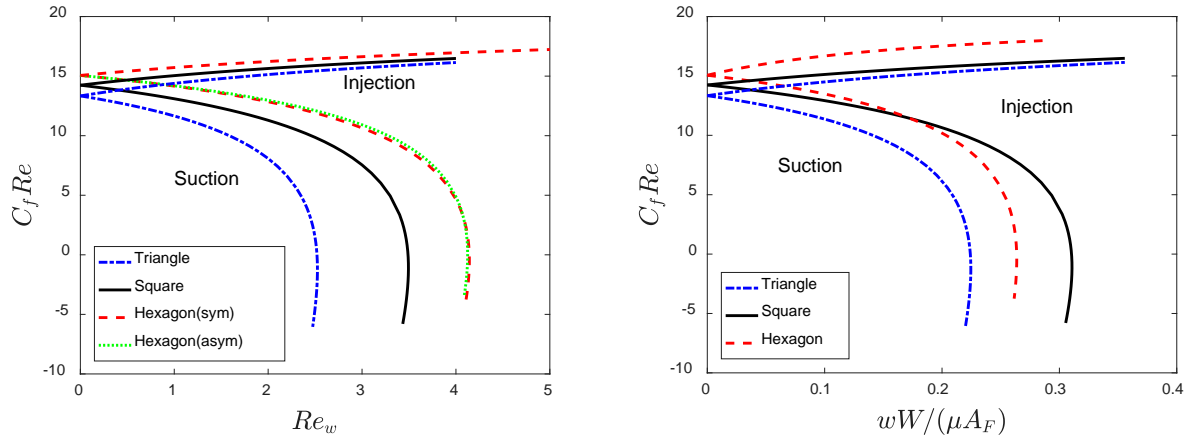 20
15
10
5
0
-5
-10
0
1
2
3
4
5
C_f Re
Re_w
Injection
Suction
Triangle
Square
Hexagon(sym)
Hexagon(asym)
20
15
10
5
0
-5
-10
0
0.1
0.2
0.3
0.4
C_f Re
wW/(μA_F)
Injection
Suction
Triangle
Square
Hexagon